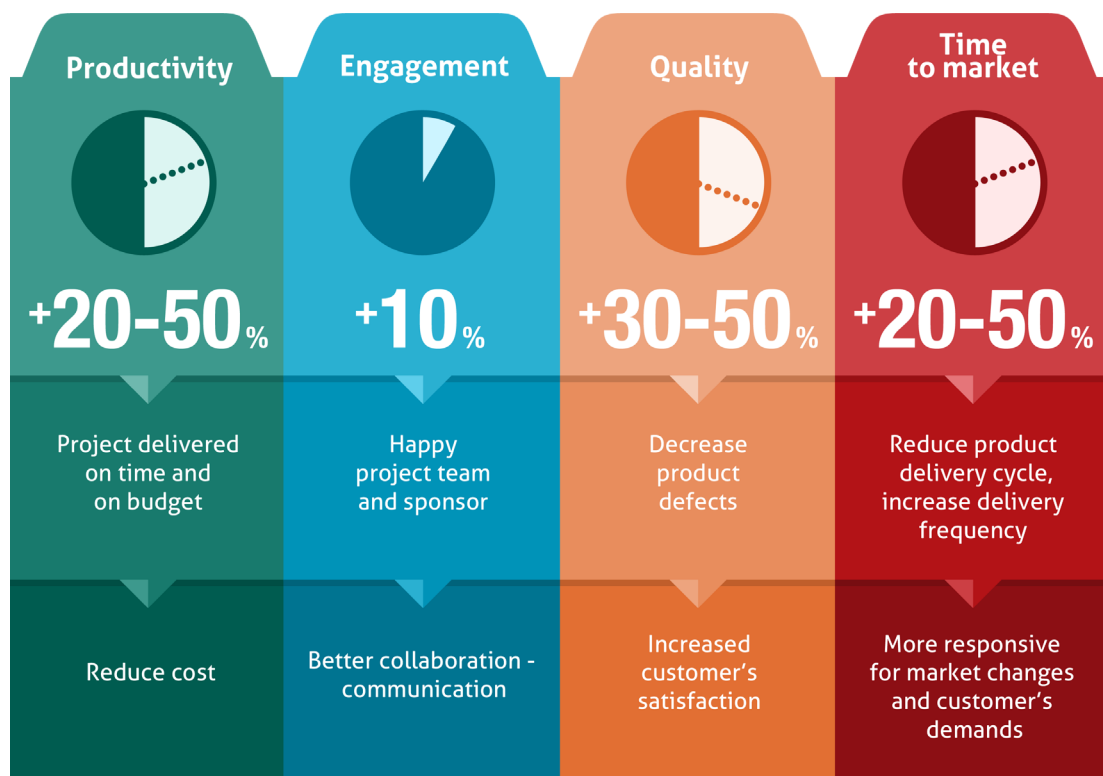 Productivity
+20-50%
Project delivered
on time and
on budget
Reduce cost
Engagement
+10%
Happy
project team
and sponsor
Better collaboration -
communication
Quality
+30-50%
Decrease
product
defects
Increased
customer’s
satisfaction
Time
to market
+20-50%
Reduce product
delivery cycle,
increase delivery
frequency
More responsive
for market changes
and customer’s
demands